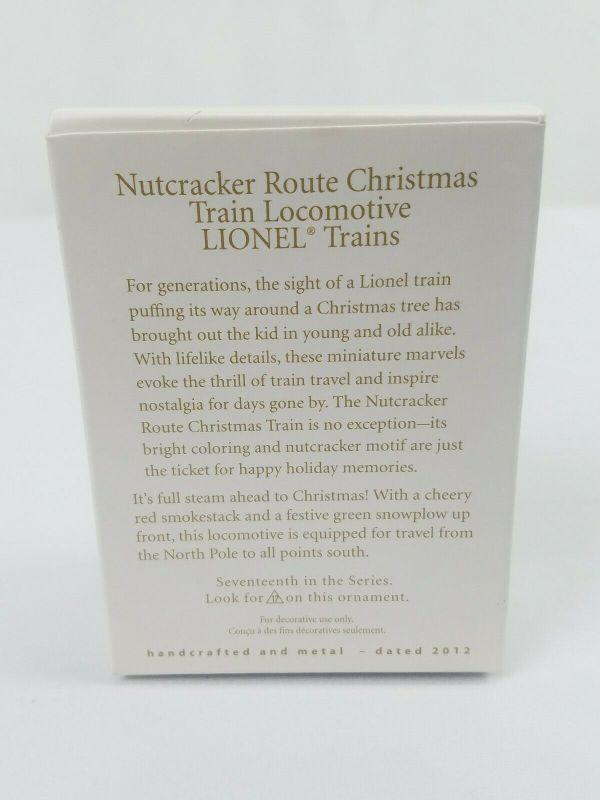 Nutcracker Route Christmas
Train Locomotive
LIONEL® Trains
For generations, the sight of a Lionel train
puffing its way around a Christmas tree has
brought out the kid in young and old alike.
With lifelike details, these miniature marvels
evoke the thrill of train travel and inspire
nostalgia for days gone by. The Nutcracker
Route Christmas Train is no exception—its
bright coloring and nutcracker motif are just
the ticket for happy holiday memories.
It's full steam ahead to Christmas! With a cheery
red smokestack and a festive green snowplow up
front, this locomotive is equipped for travel from
the North Pole to all points south.
Seventeenth in the Series.
Look for 17 on this ornament.
For decorative use only.
Conçu à des fins décoratives seulement.
handcrafted and metal – dated 2012